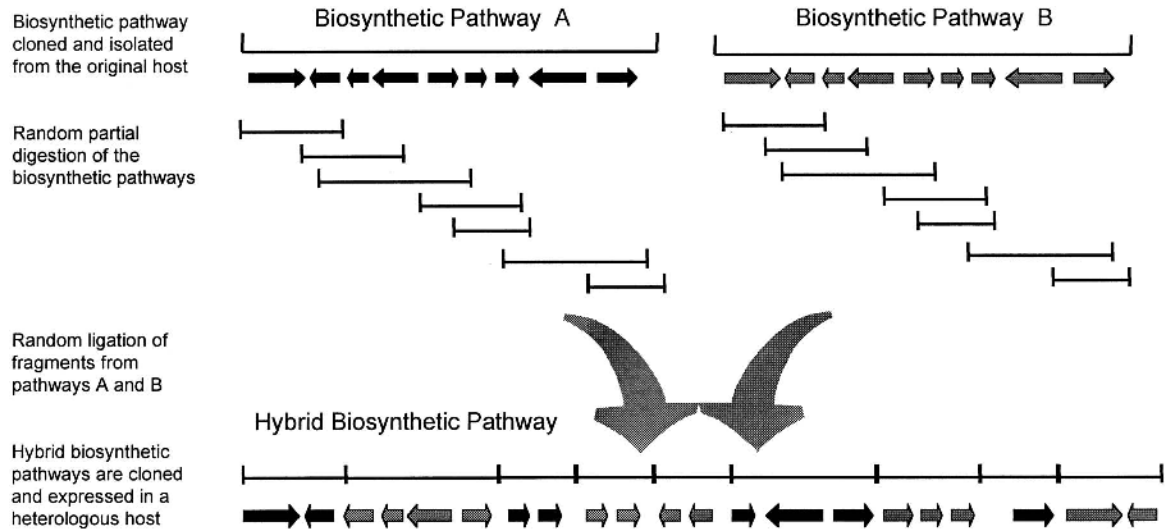 Biosynthetic pathway
cloned and isolated
from the original host
Biosynthetic Pathway A
Biosynthetic Pathway B
Random partial
digestion of the
biosynthetic pathways
Random ligation of
fragments from
pathways A and B
Hybrid Biosynthetic Pathway
Hybrid biosynthetic
pathways are cloned
and expressed in a
heterologous host